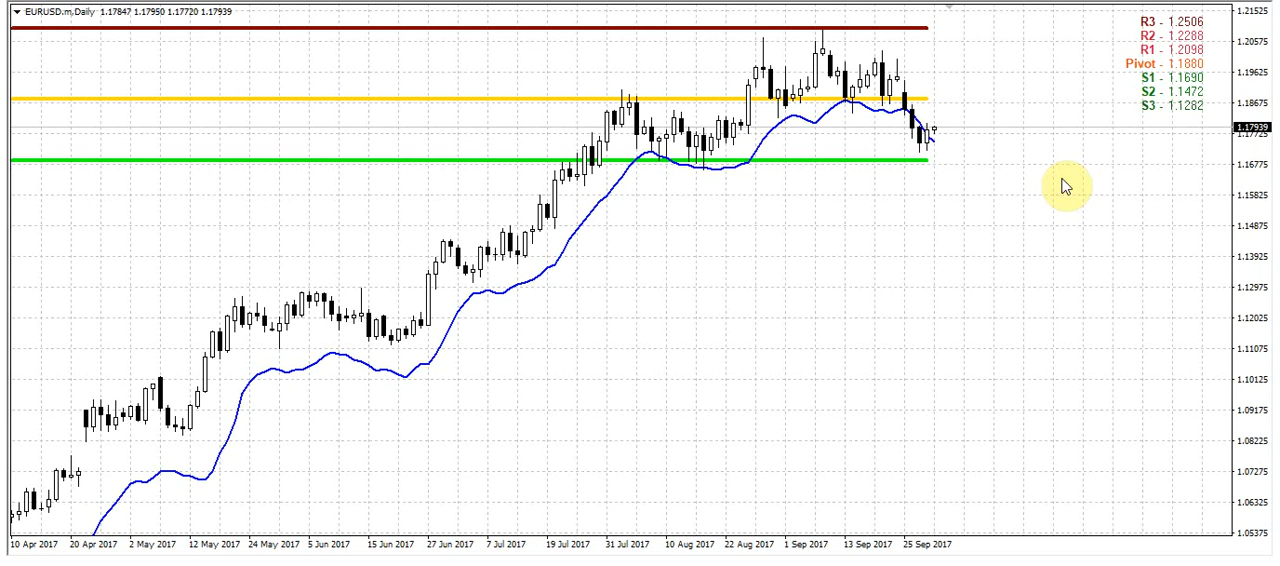 EURUSD.m,Daily 1.17847 1.17950 1.17720 1.17939
R3 - 1.2506
R2 - 1.2288
R1 - 1.2098
Pivot - 1.1880
S1 - 1.1690
S2 - 1.1472
S3 - 1.1282
1.21525
1.20575
1.19625
1.18675
1.17939
1.17725
1.16775
1.15825
1.14875
1.13925
1.12975
1.12025
1.11075
1.10125
1.09175
1.08225
1.07275
1.06325
1.05375
10 Apr 2017 20 Apr 2017 2 May 2017 12 May 2017 24 May 2017 5 Jun 2017 15 Jun 2017 27 Jun 2017 7 Jul 2017 19 Jul 2017 31 Jul 2017 10 Aug 2017 22 Aug 2017 1 Sep 2017 13 Sep 2017 25 Sep 2017